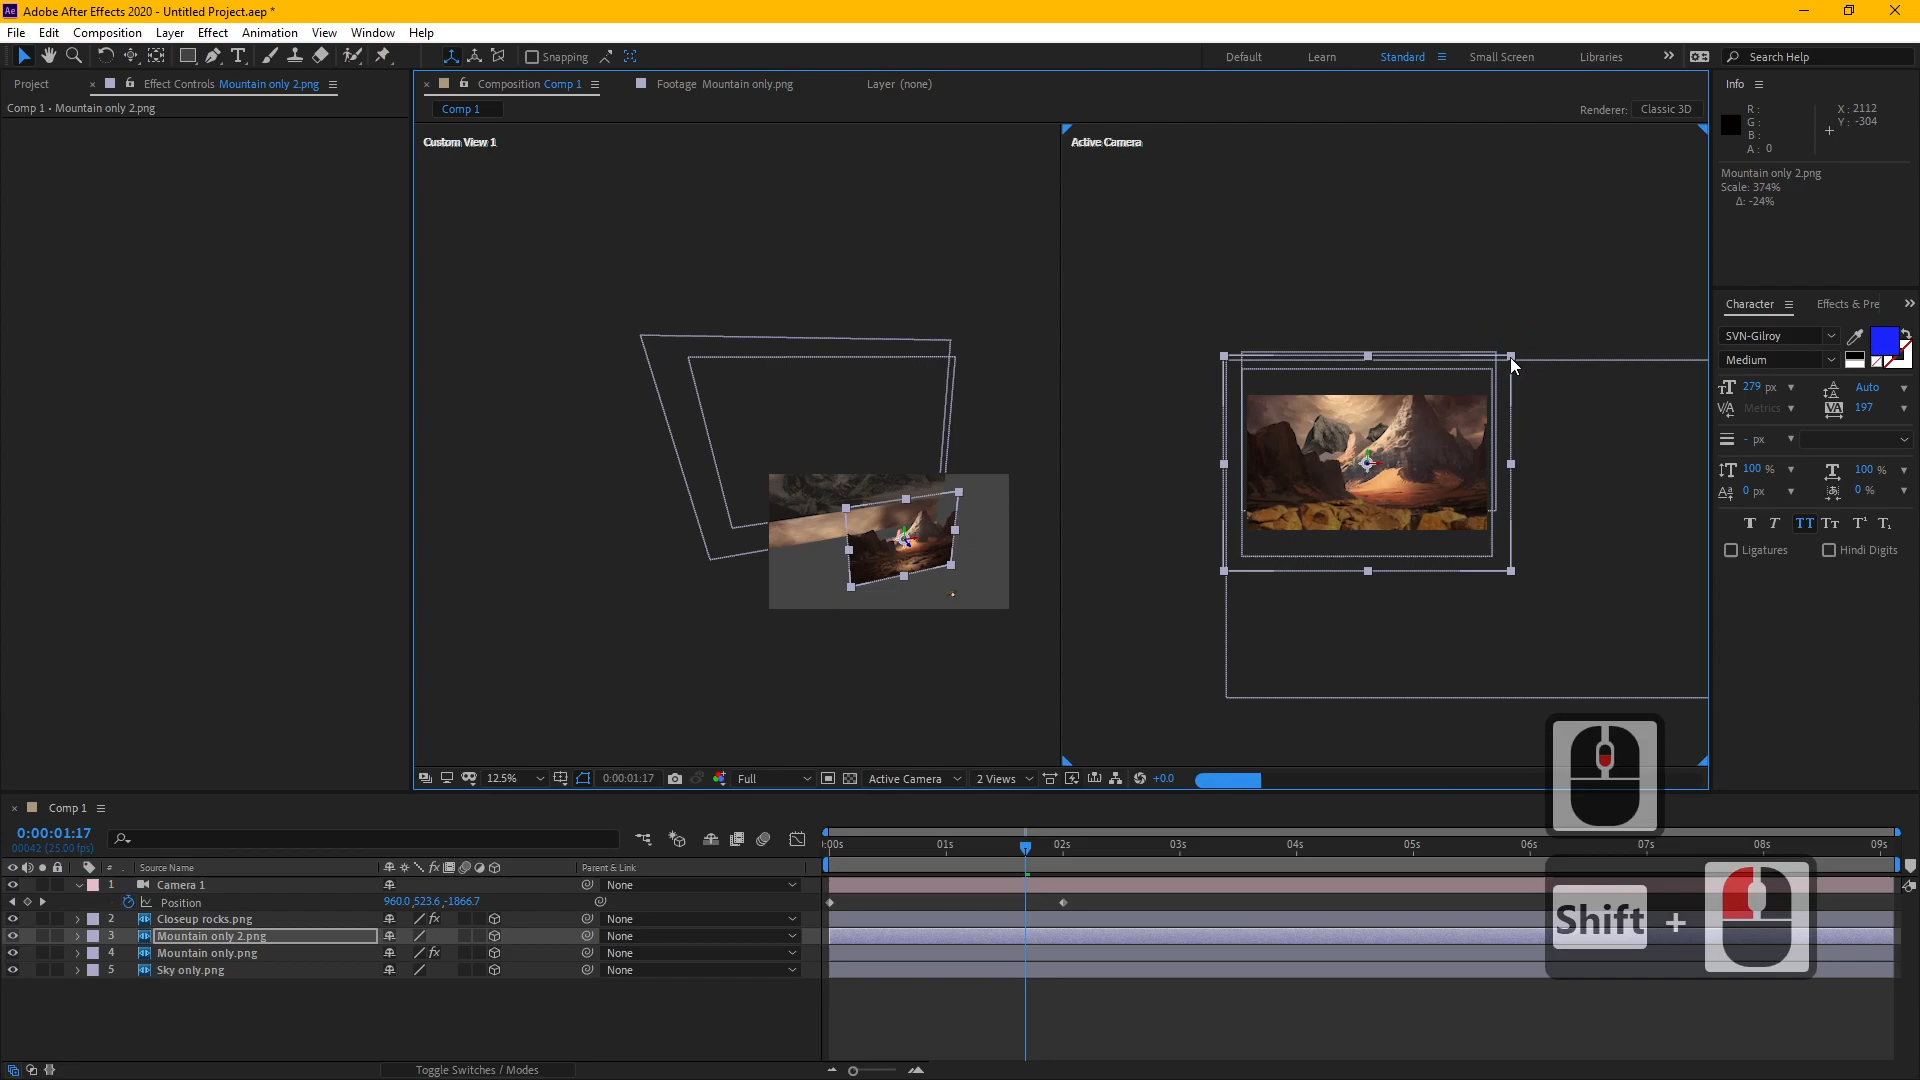 Ae Adobe After Effects 2020 - Untitled Project.aep *
File Edit Composition Layer Effect Animation View Window Help
Snapping
Default Learn Standard Small Screen Libraries
Search Help
Project
Effect Controls Mountain only 2.png
Comp 1 • Mountain only 2.png
Composition Comp 1
Footage Mountain only.png
Layer (none)
Comp 1
Renderer: Classic 3D
Custom View 1
Active Camera
Info
R :
G :
B :
A : 0
X : 2112
Y : -304
Mountain only 2.png
Scale: 374%
Δ: -24%
Character
Effects & Pre
SVN-Gilroy
Medium
279 px
Auto
Metrics
197
- px
100 %
100 %
0 px
0 %
Ligatures
Hindi Digits
12.5%
0:00:01:17
Full
Active Camera
2 Views
+0.0
Comp 1
0:00:01:17
00042 (25.00 fps)
# Source Name
Parent & Link
1 Camera 1 None
Position 960.0,523.6,-1866.7
2 Closeup rocks.png None
3 Mountain only 2.png None
4 Mountain only.png None
5 Sky only.png None
:00s 01s 02s 03s 04s 05s 06s 07s 08s 09s
Toggle Switches / Modes
Shift +